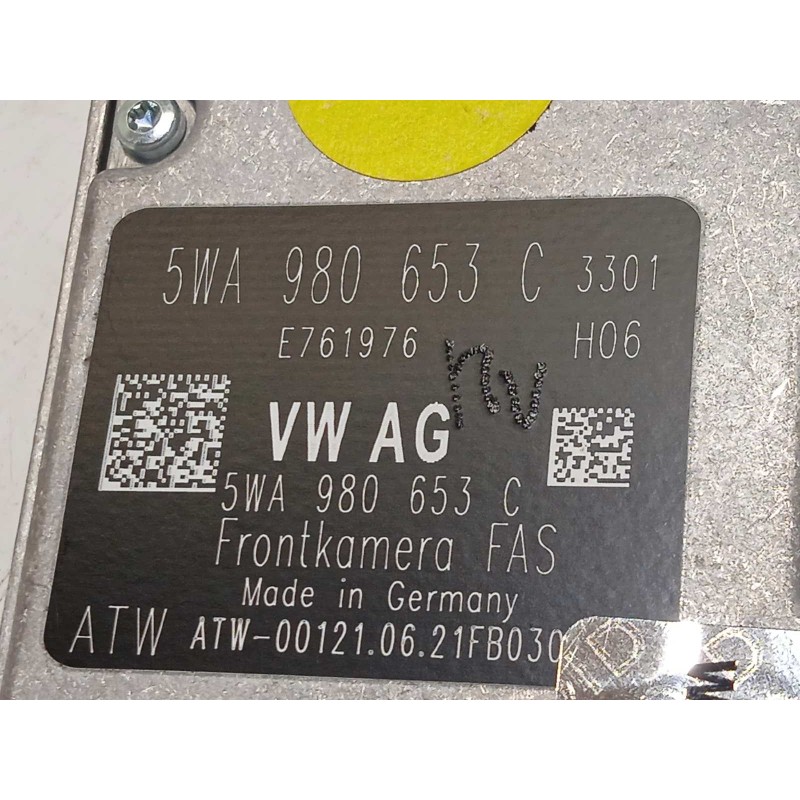 5WA 980 653 C 3301
E761976 H06
VW AG
5WA 980 653 C
Frontkamera FAS
Made in Germany
ATW ATW-00121.06.21FB030